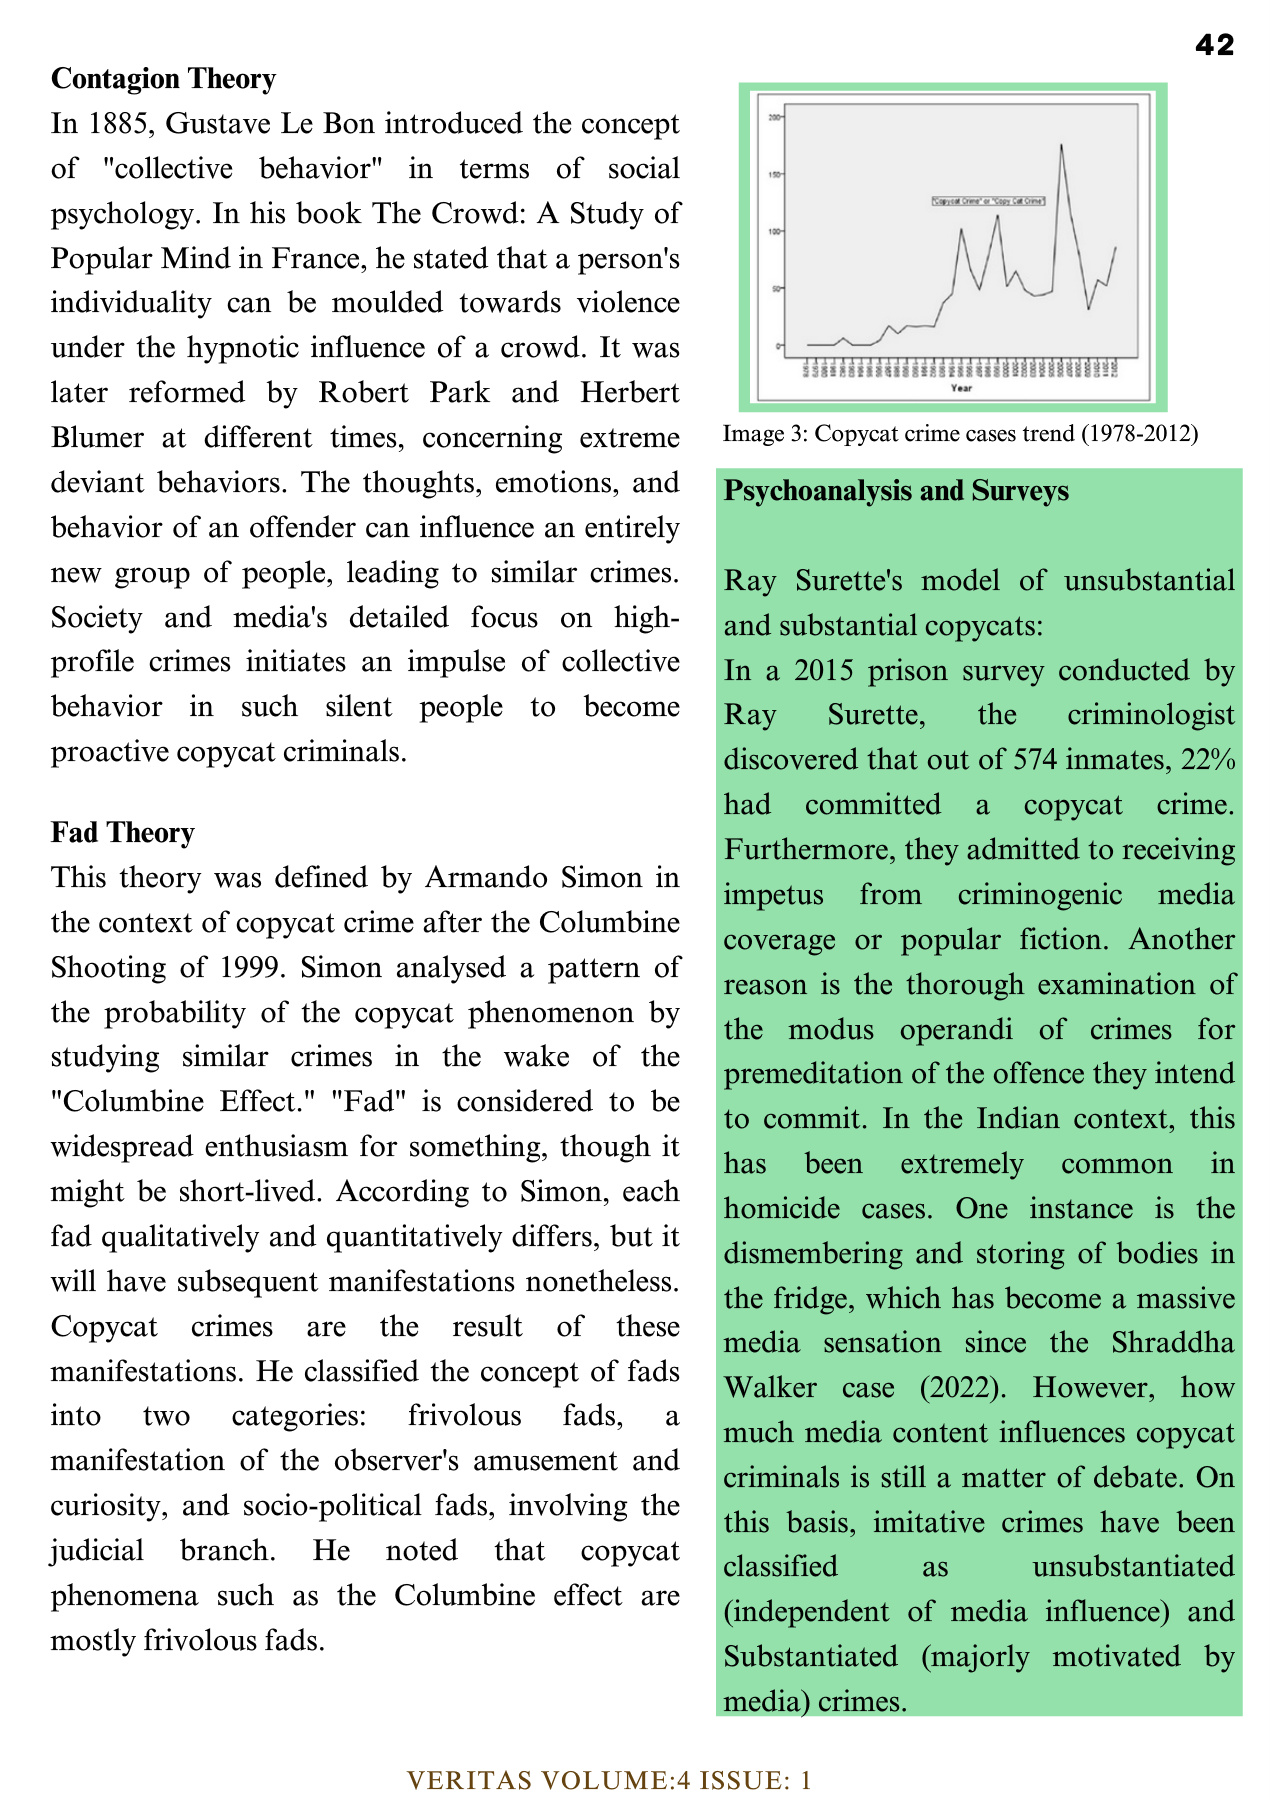 42
Contagion Theory
In 1885, Gustave Le Bon introduced the concept
of "collective behavior" in terms of social
psychology. In his book The Crowd: A Study of
Popular Mind in France, he stated that a person's
individuality can be moulded towards violence
under the hypnotic influence of a crowd. It was
later reformed by Robert Park and Herbert
Blumer at different times, concerning extreme
deviant behaviors. The thoughts, emotions, and
behavior of an offender can influence an entirely
new group of people, leading to similar crimes.
Society and media's detailed focus on high-
profile crimes initiates an impulse of collective
behavior in such silent people to become
proactive copycat criminals.
Fad Theory
This theory was defined by Armando Simon in
the context of copycat crime after the Columbine
Shooting of 1999. Simon analysed a pattern of
the probability of the copycat phenomenon by
studying similar crimes in the wake of the
"Columbine Effect." "Fad" is considered to be
widespread enthusiasm for something, though it
might be short-lived. According to Simon, each
fad qualitatively and quantitatively differs, but it
will have subsequent manifestations nonetheless.
Copycat crimes are the result of these
manifestations. He classified the concept of fads
into two categories: frivolous fads, a
manifestation of the observer's amusement and
curiosity, and socio-political fads, involving the
judicial branch. He noted that copycat
phenomena such as the Columbine effect are
mostly frivolous fads.
200
150
100
50
0
"Copycat Crime" or "Copy Cat Crime"
Year
Image 3: Copycat crime cases trend (1978-2012)
Psychoanalysis and Surveys
Ray Surette's model of unsubstantial
and substantial copycats:
In a 2015 prison survey conducted by
Ray Surette, the criminologist
discovered that out of 574 inmates, 22%
had committed a copycat crime.
Furthermore, they admitted to receiving
impetus from criminogenic media
coverage or popular fiction. Another
reason is the thorough examination of
the modus operandi of crimes for
premeditation of the offence they intend
to commit. In the Indian context, this
has been extremely common in
homicide cases. One instance is the
dismembering and storing of bodies in
the fridge, which has become a massive
media sensation since the Shraddha
Walker case (2022). However, how
much media content influences copycat
criminals is still a matter of debate. On
this basis, imitative crimes have been
classified as unsubstantiated
(independent of media influence) and
Substantiated (majorly motivated by
media) crimes.
VERITAS VOLUME:4 ISSUE: 1